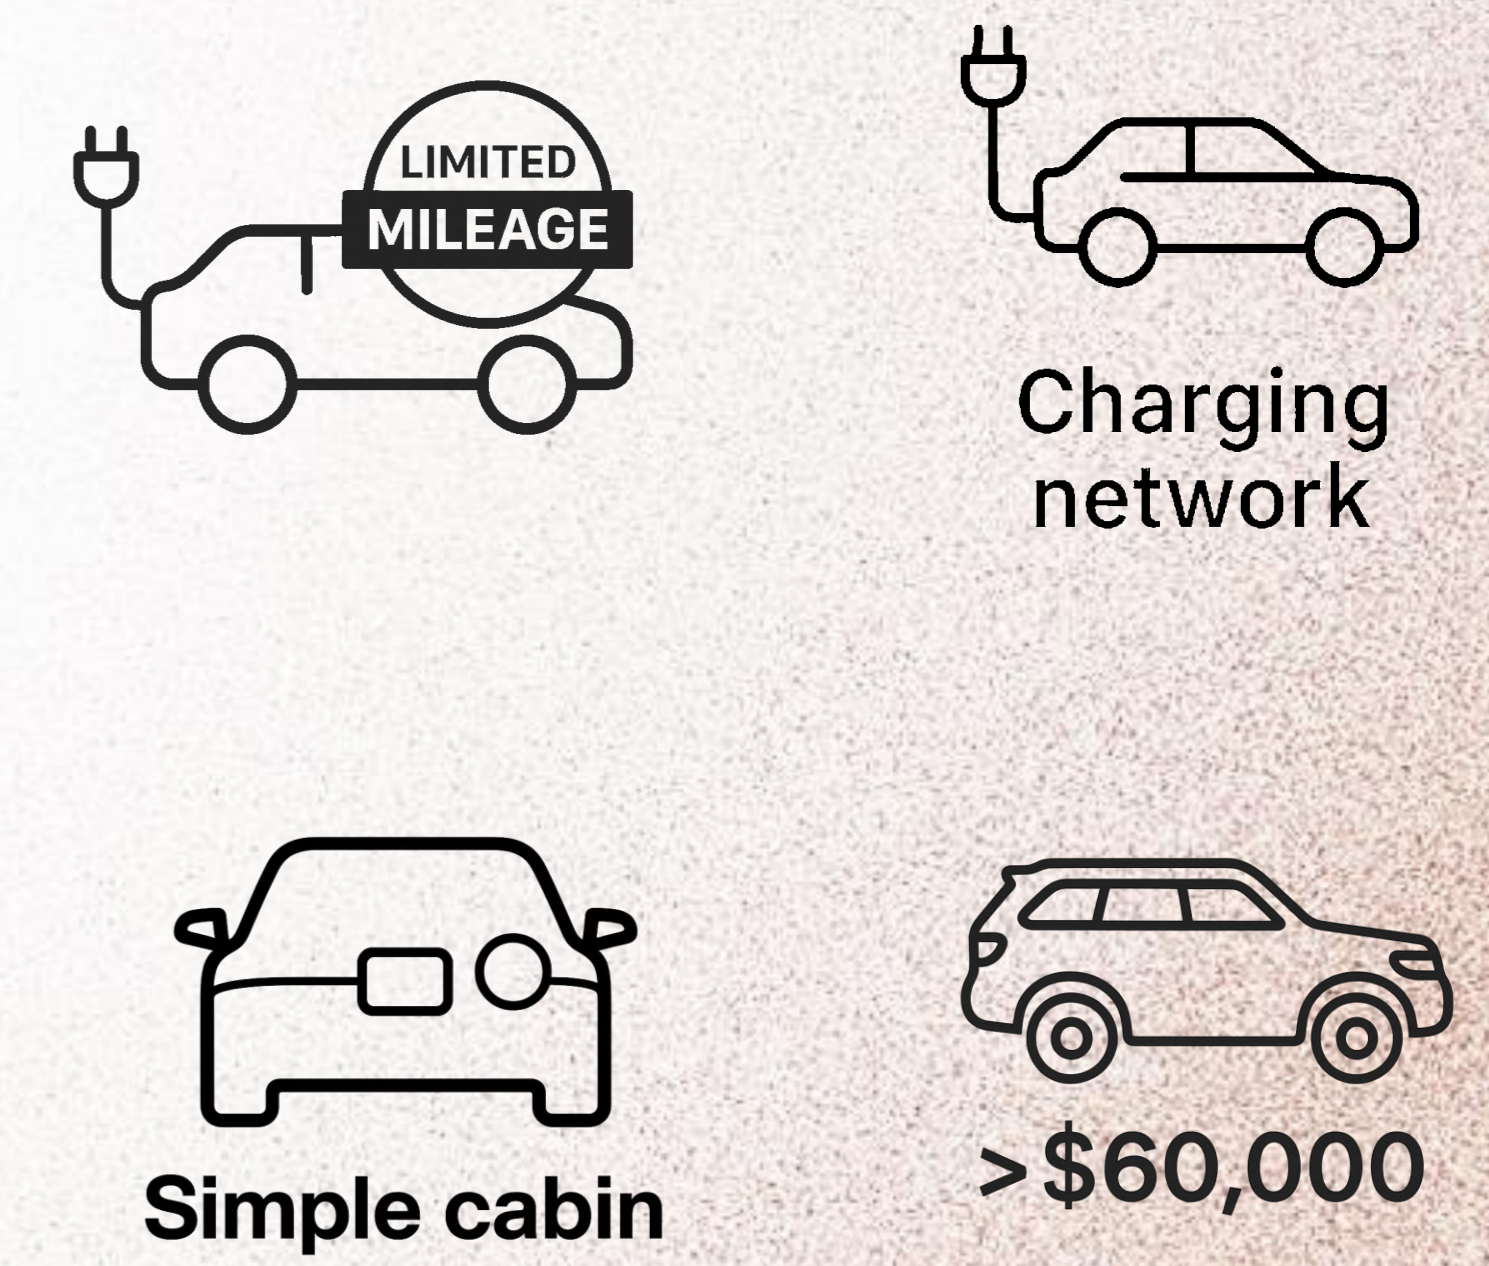 LIMITED
MILEAGE
Charging
network
Simple cabin
>$60,000